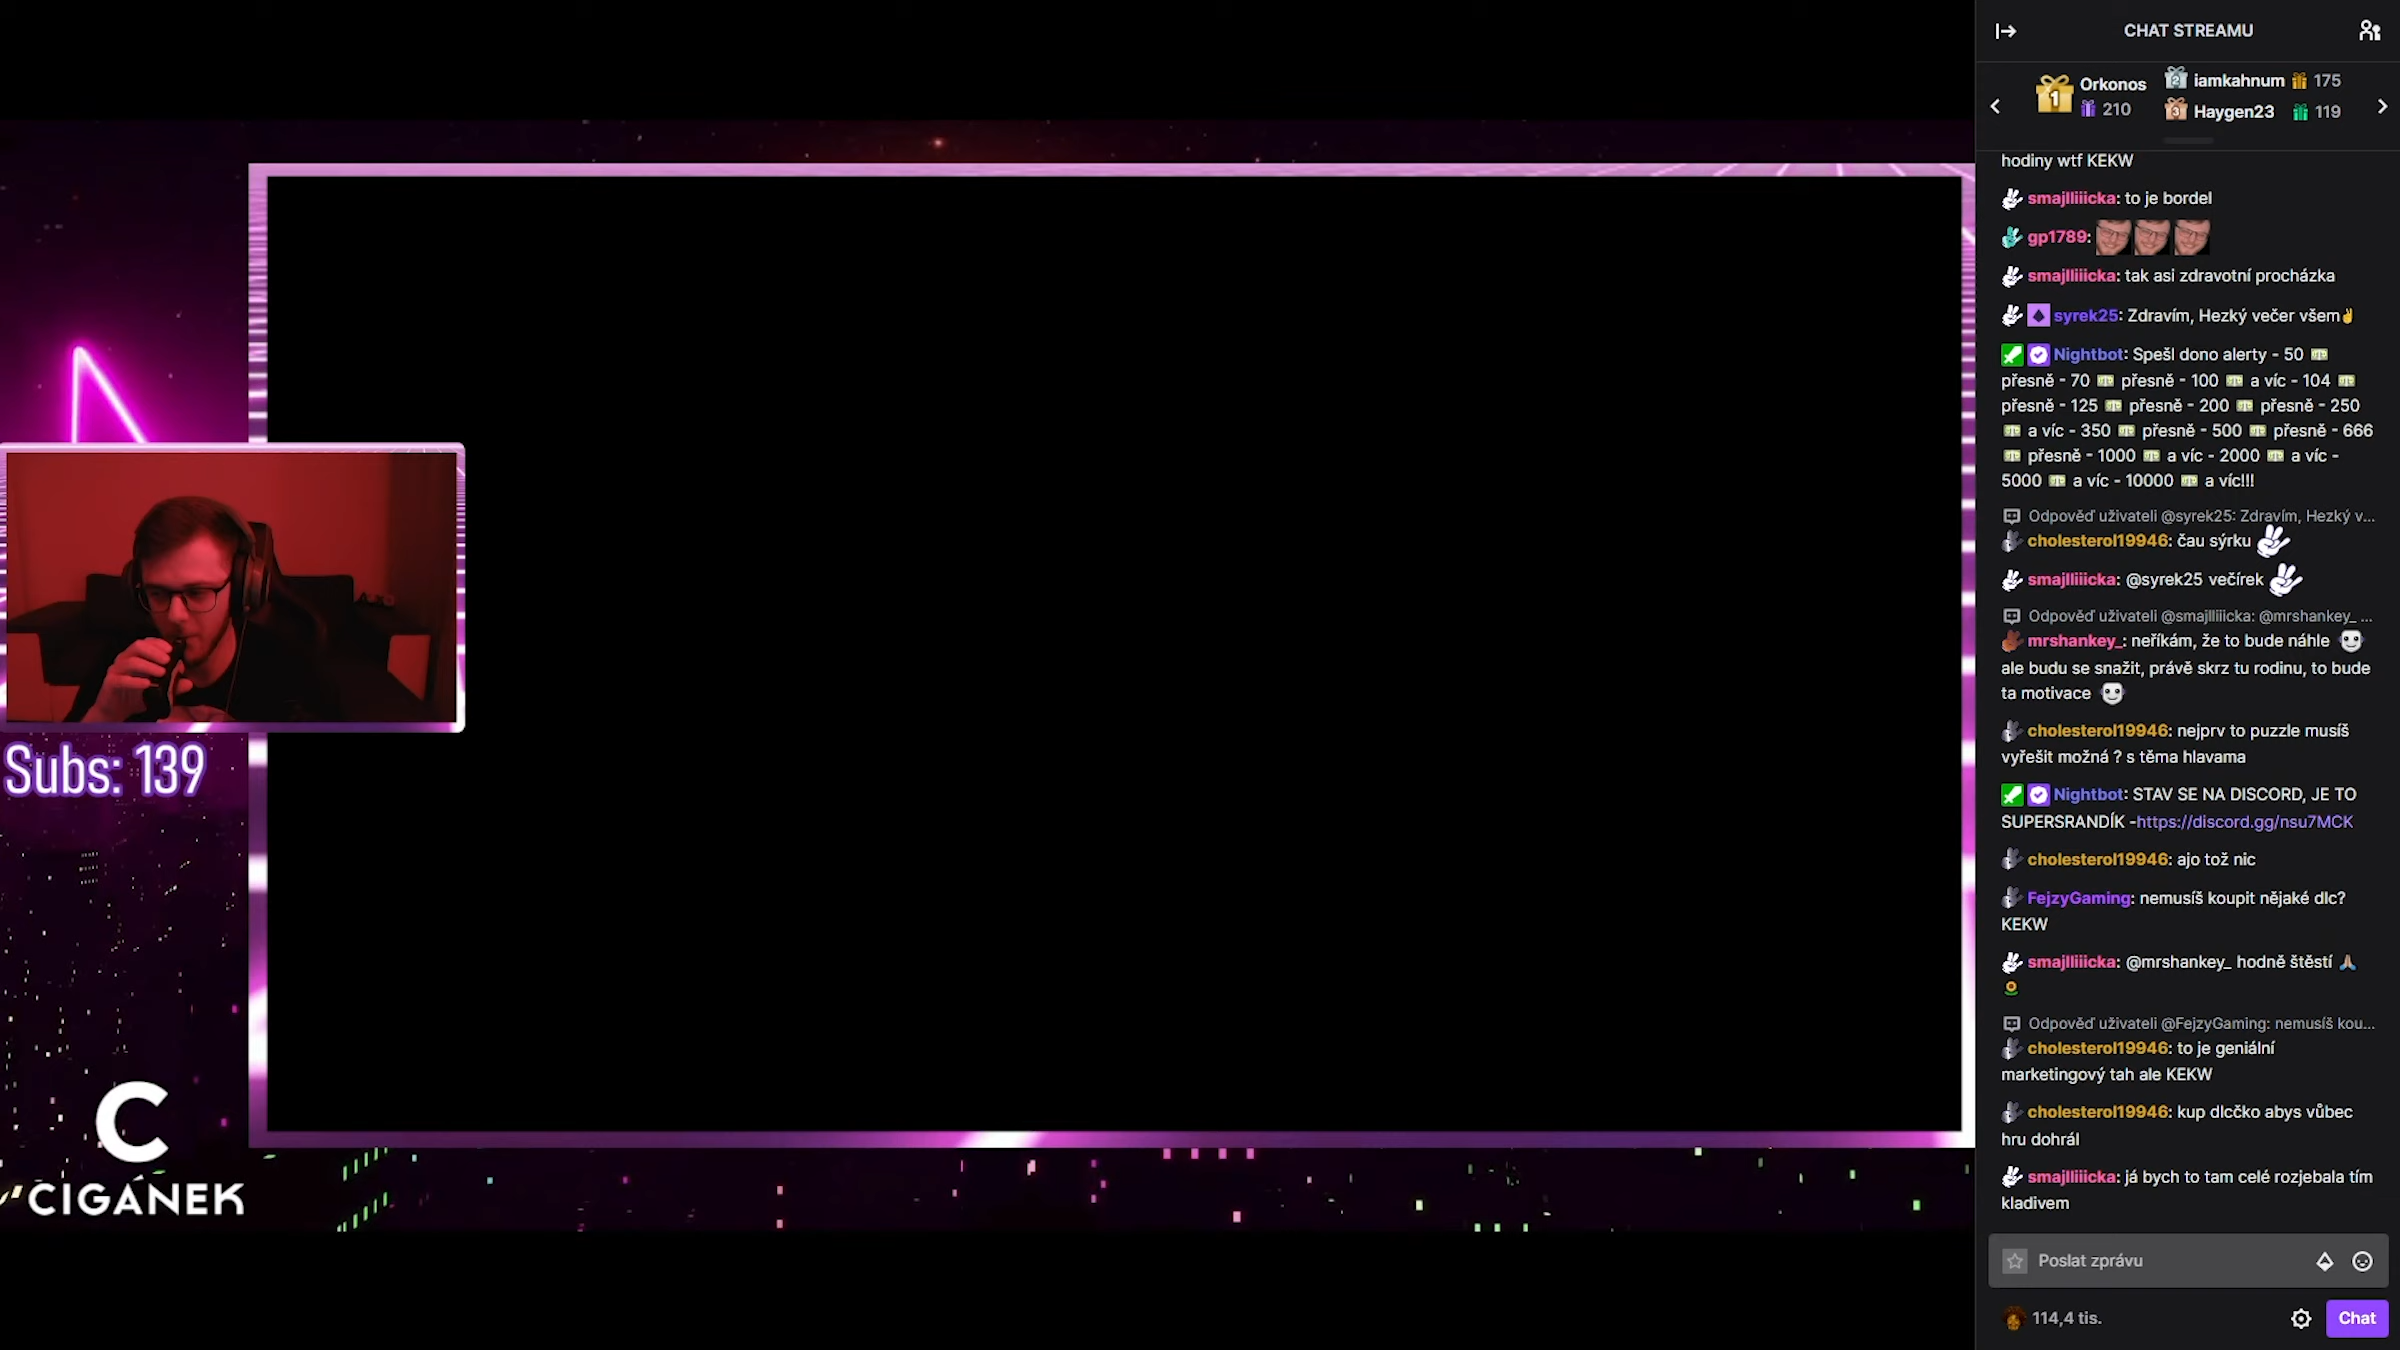 CHAT STREAMU
Orkonos
210
iamkahnum 175
Haygen23 119
hodiny wtf KEKW
smajlliiicka: to je bordel
gp1789:
smajlliiicka: tak asi zdravotní procházka
syrek25: Zdravím, Hezký večer všem
Nightbot: Spešl dono alerty - 50
přesně - 70 přesně - 100 a víc - 104
přesně - 125 přesně - 200 přesně - 250
a víc - 350 přesně - 500 přesně - 666
přesně - 1000 a víc - 2000 a víc -
5000 a víc - 10000 a víc!!!
Odpověď uživateli @syrek25: Zdravím, Hezký v...
cholesterol19946: čau sýrku
smajlliiicka: @syrek25 večírek
Odpověď uživateli @smajlliiicka: @mrshankey_ ...
mrshankey_: neříkám, že to bude náhle
ale budu se snažit, právě skrz tu rodinu, to bude
ta motivace
cholesterol19946: nejprv to puzzle musíš
vyřešit možná ? s těma hlavama
Nightbot: STAV SE NA DISCORD, JE TO
SUPERSRANDÍK -https://discord.gg/nsu7MCK
cholesterol19946: ajo tož nic
FejzyGaming: nemusíš koupit nějaké dlc?
KEKW
smajlliiicka: @mrshankey_ hodně štěstí
Odpověď uživateli @FejzyGaming: nemusíš kou...
cholesterol19946: to je geniální
marketingový tah ale KEKW
cholesterol19946: kup dlcčko abys vůbec
hru dohrál
smajlliiicka: já bych to tam celé rozjebala tím
kladivem
Poslat zprávu
114,4 tis.
Chat
Subs: 139
C
CIGANEK